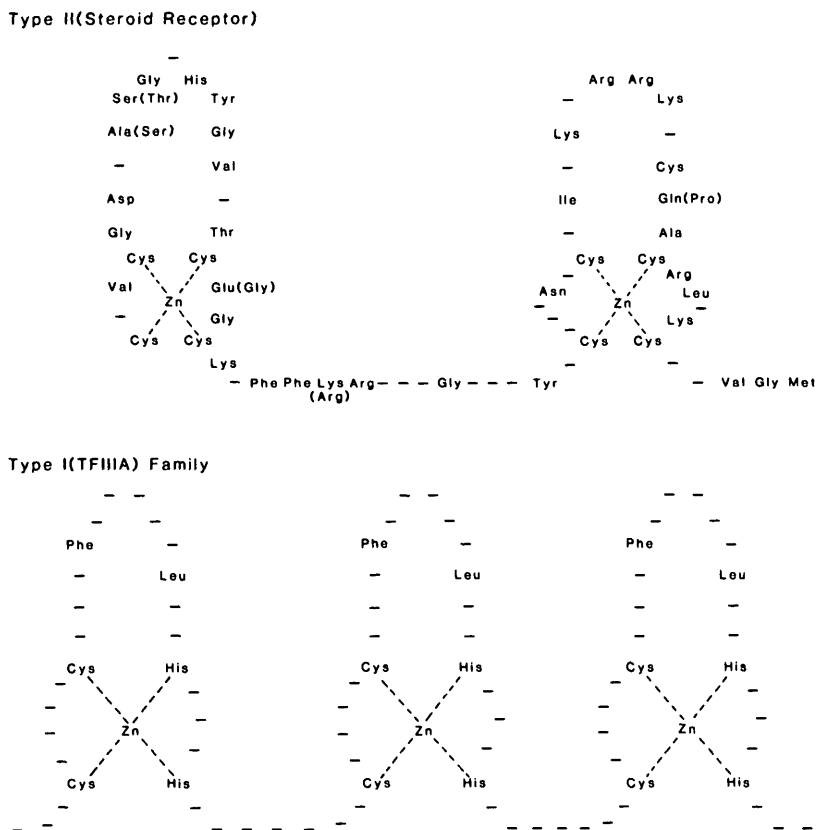 Type II(Steroid Receptor)
–
Gly His Arg Arg
Ser(Thr) Tyr – Lys
Ala(Ser) Gly Lys –
– Val – Cys
Asp – Ile Gln(Pro)
Gly Thr – Ala
Cys Cys Cys Cys
– Arg
Val Glu(Gly) Asn Leu
Zn Zn
– Gly – – Lys –
– –
Cys Cys Cys Cys
Lys – –
– Phe Phe Lys Arg – – – Gly – – – – Tyr – Val Gly Met
(Arg)
Type I(TFIIIA) Family
– – – – – –
– – – – – –
Phe – Phe – Phe –
– Leu – Leu – Leu
– – – – – –
– – – – – –
Cys His Cys His Cys His
– – – – – –
– – – – – –
Zn Zn Zn
– – – – – –
– – – – – –
Cys His Cys His Cys His
– – – – – –
– – – – – – – – – – – – –